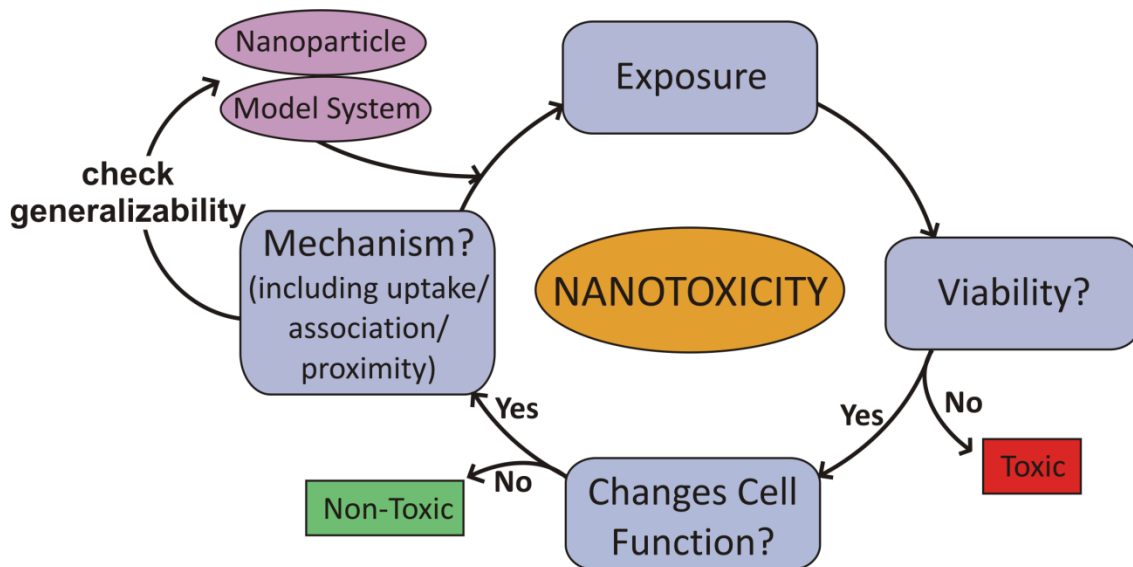 Nanoparticle
Model System
Exposure
check
generalizability
Mechanism?
(including uptake/
association/
proximity)
NANOTOXICITY
Viability?
Yes
No
Yes
No
Toxic
Non-Toxic
Changes Cell
Function?